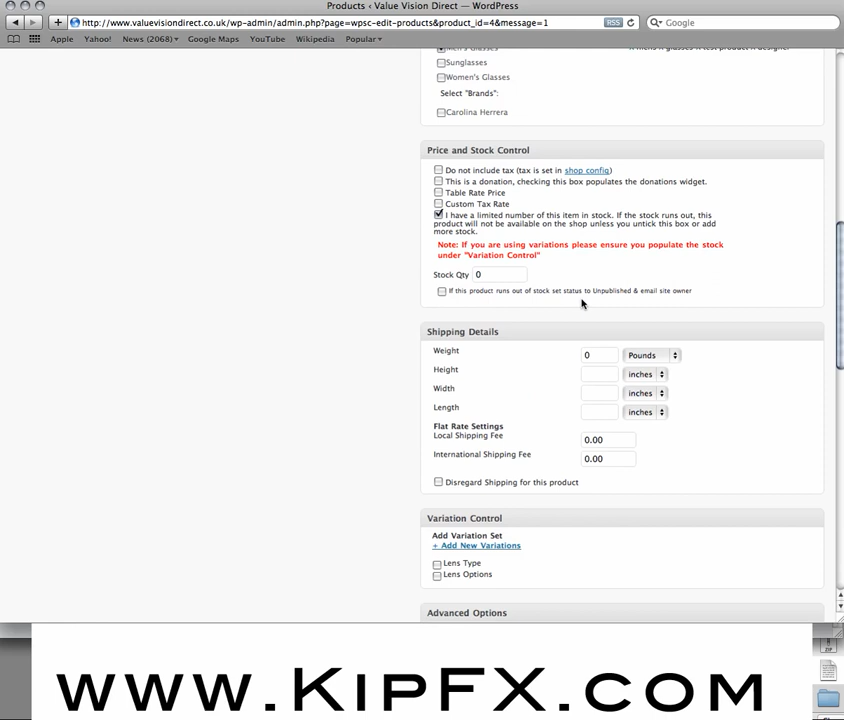 Products ‹ Value Vision Direct — WordPress
http://www.valuevisiondirect.co.uk/wp-admin/admin.php?page=wpsc-edit-products&product_id=4&message=1
RSS
Google
Apple Yahoo! News (2068) Google Maps YouTube Wikipedia Popular
Men's Glasses
Sunglasses
Women's Glasses
Select "Brands":
Carolina Herrera
Price and Stock Control
Do not include tax (tax is set in shop config)
This is a donation, checking this box populates the donations widget.
Table Rate Price
Custom Tax Rate
I have a limited number of this item in stock. If the stock runs out, this
product will not be available on the shop unless you untick this box or add
more stock.
Note: If you are using variations please ensure you populate the stock
under "Variation Control"
Stock Qty 0
If this product runs out of stock set status to Unpublished & email site owner
Shipping Details
Weight 0 Pounds
Height inches
Width inches
Length inches
Flat Rate Settings
Local Shipping Fee 0.00
International Shipping Fee 0.00
Disregard Shipping for this product
Variation Control
Add Variation Set
+ Add New Variations
Lens Type
Lens Options
Advanced Options
ZIP
www.KipFX.com